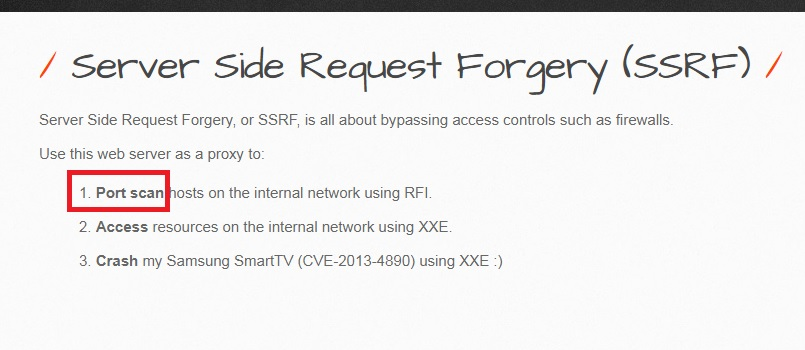 / Server Side Request Forgery (SSRF) /
Server Side Request Forgery, or SSRF, is all about bypassing access controls such as firewalls.
Use this web server as a proxy to:
1. Port scan hosts on the internal network using RFI.
2. Access resources on the internal network using XXE.
3. Crash my Samsung SmartTV (CVE-2013-4890) using XXE :)